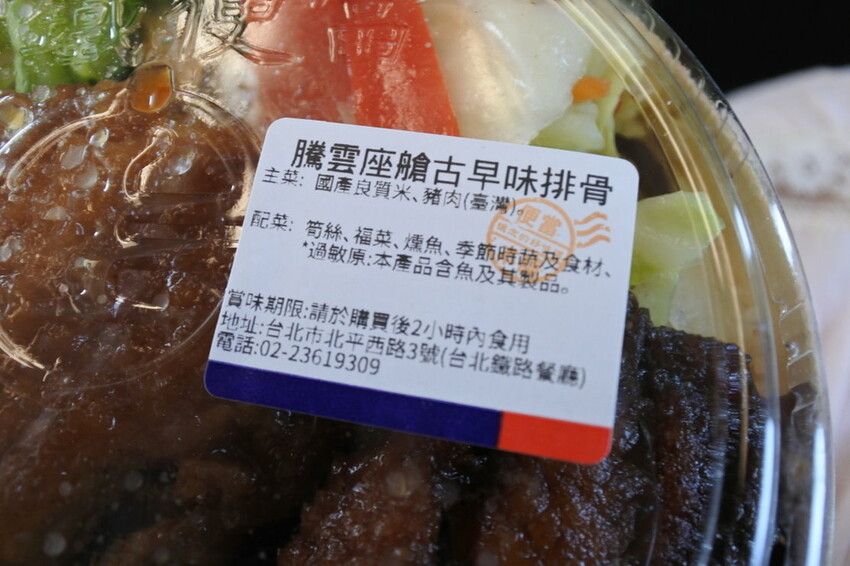 騰雲座艙古早味排骨
主菜: 國產良質米、豬肉(臺灣)
便當
配菜: 筍絲、福菜、燻魚、季節時蔬及食材、
*過敏原:本產品含魚及其製品。
賞味期限:請於購買後2小時內食用
地址:台北市北平西路3號(台北鐵路餐廳)
電話:02-23619309